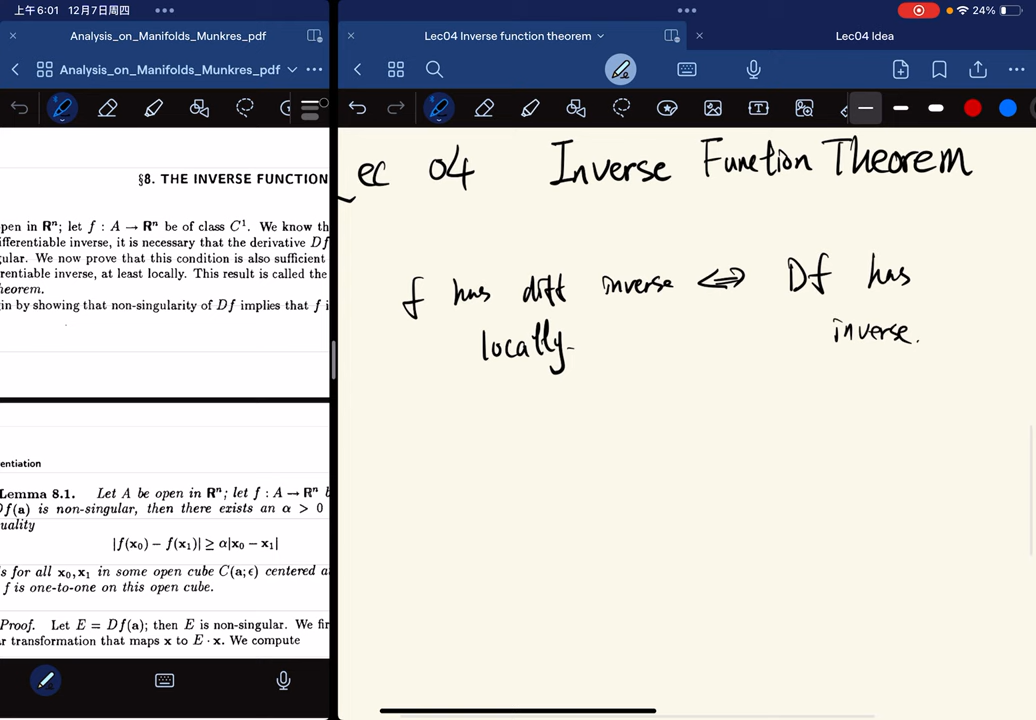 上午6:01 12月7日周四
24%
Analysis_on_Manifolds_Munkres_pdf
Lec04 Inverse function theorem
Lec04 Idea
Analysis_on_Manifolds_Munkres_pdf
§8. THE INVERSE FUNCTION
pen in Rⁿ; let f : A → Rⁿ be of class C¹. We know th
ifferentiable inverse, it is necessary that the derivative Df
gular. We now prove that this condition is also sufficient
rentiable inverse, at least locally. This result is called the
heorem.
gin by showing that non-singularity of Df implies that f i
entiation
Lemma 8.1. Let A be open in Rⁿ; let f : A → Rⁿ b
Df(a) is non-singular, then there exists an α > 0
uality
|f(x₀) − f(x₁)| ≥ α|x₀ − x₁|
s for all x₀,x₁ in some open cube C(a;ε) centered a
f is one-to-one on this open cube.
Proof. Let E = Df(a); then E is non-singular. We fir
r transformation that maps x to E · x. We compute
Lec 04 Inverse Function Theorem
f has diff inverse ⇔ Df has
locally. inverse.